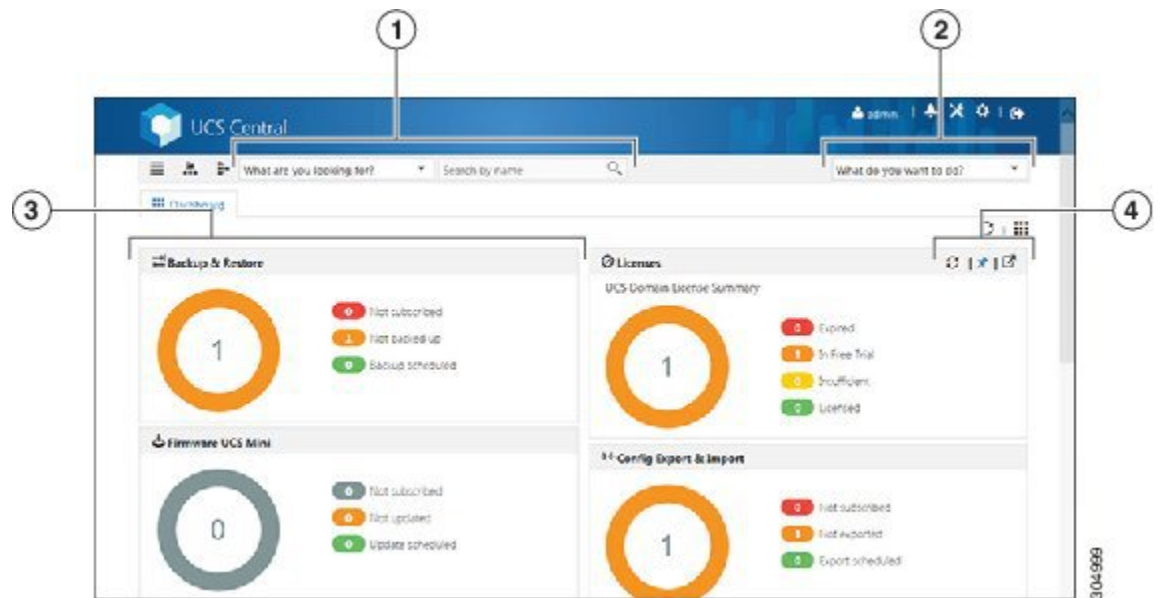 1
2
UCS Central
admin
What are you looking for?
Search by name
What do you want to do?
3
Dashboard
4
Backup & Restore
1
0 Not subscribed
1 Not backed up
0 Backup scheduled
Licenses
UCS Domain License Summary
1
0 Expired
1 In Free Trial
0 Insufficient
0 Licensed
Firmware UCS Mini
0
0 Not subscribed
0 Not updated
0 Update scheduled
Config Export & Import
1
0 Not subscribed
1 Not exported
0 Export scheduled
304999